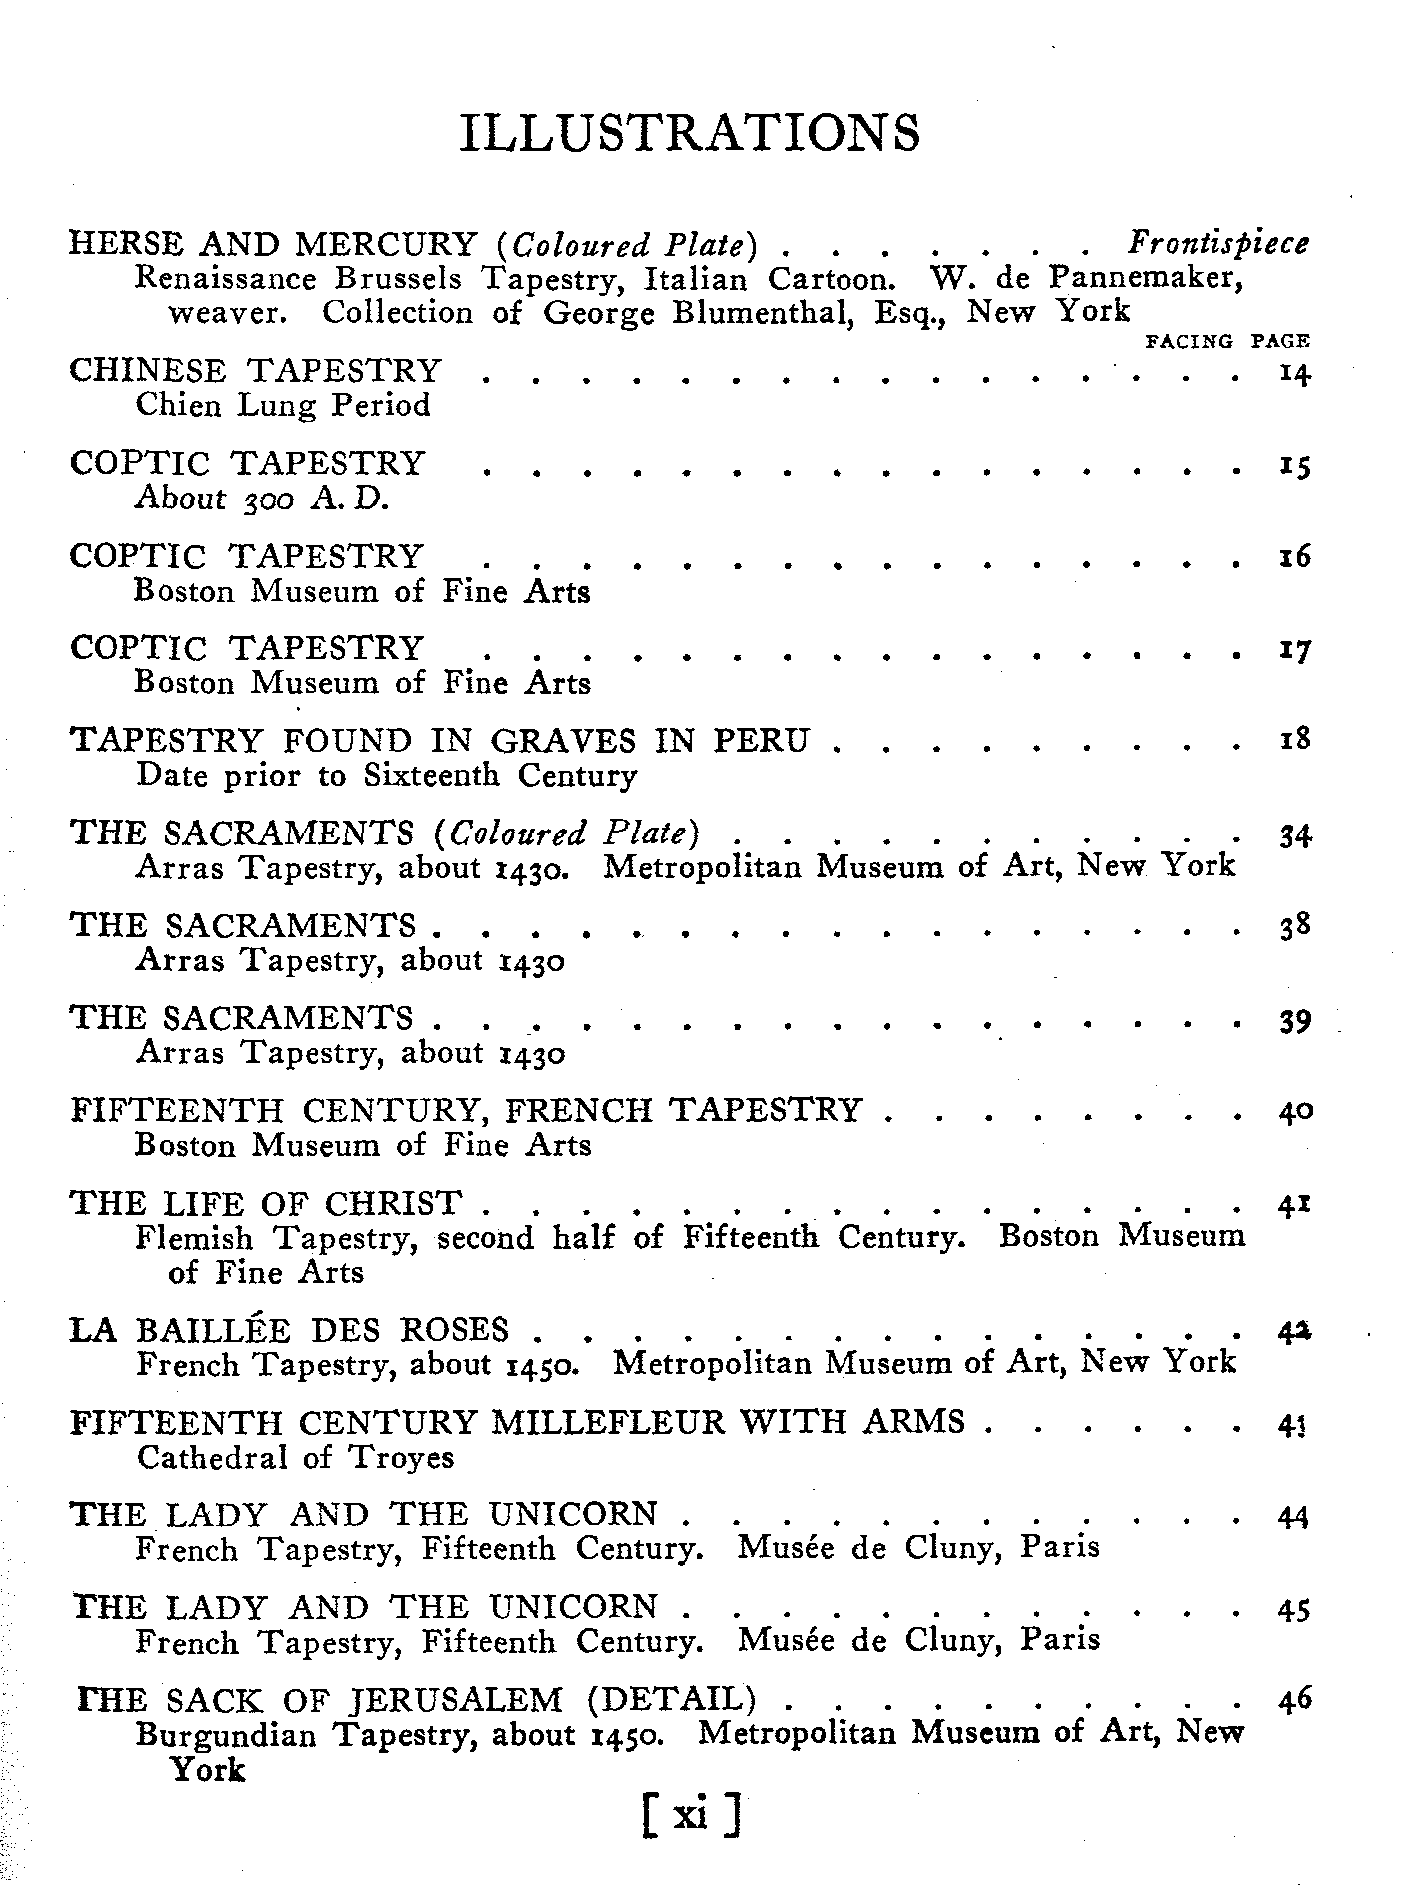 ILLUSTRATIONS
HERSE AND MERCURY (Coloured Plate) . . . . . . . Frontispiece
Renaissance Brussels Tapestry, Italian Cartoon. W. de Pannemaker,
weaver. Collection of George Blumenthal, Esq., New York
FACING PAGE
CHINESE TAPESTRY . . . . . . . . . . . . . . . . 14
Chien Lung Period
COPTIC TAPESTRY . . . . . . . . . . . . . . . . 15
About 300 A. D.
COPTIC TAPESTRY . . . . . . . . . . . . . . . . 16
Boston Museum of Fine Arts
COPTIC TAPESTRY . . . . . . . . . . . . . . . . 17
Boston Museum of Fine Arts
TAPESTRY FOUND IN GRAVES IN PERU . . . . . . . . . 18
Date prior to Sixteenth Century
THE SACRAMENTS (Coloured Plate) . . . . . . . . . . . 34
Arras Tapestry, about 1430. Metropolitan Museum of Art, New York
THE SACRAMENTS . . . . . . . . . . . . . . . . . 38
Arras Tapestry, about 1430
THE SACRAMENTS . . . . . . . . . . . . . . . . . 39
Arras Tapestry, about 1430
FIFTEENTH CENTURY, FRENCH TAPESTRY . . . . . . . . 40
Boston Museum of Fine Arts
THE LIFE OF CHRIST . . . . . . . . . . . . . . . . 41
Flemish Tapestry, second half of Fifteenth Century. Boston Museum
of Fine Arts
LA BAILLÉE DES ROSES . . . . . . . . . . . . . . . 42
French Tapestry, about 1450. Metropolitan Museum of Art, New York
FIFTEENTH CENTURY MILLEFLEUR WITH ARMS . . . . . .
Cathedral of Troyes
THE LADY AND THE UNICORN . . . . . . . . . . . . 44
French Tapestry, Fifteenth Century. Musée de Cluny, Paris
THE LADY AND THE UNICORN . . . . . . . . . . . . 45
French Tapestry, Fifteenth Century. Musée de Cluny, Paris
THE SACK OF JERUSALEM (DETAIL) . . . . . . . . . . 46
Burgundian Tapestry, about 1450. Metropolitan Museum of Art, New
York
[ xi ]